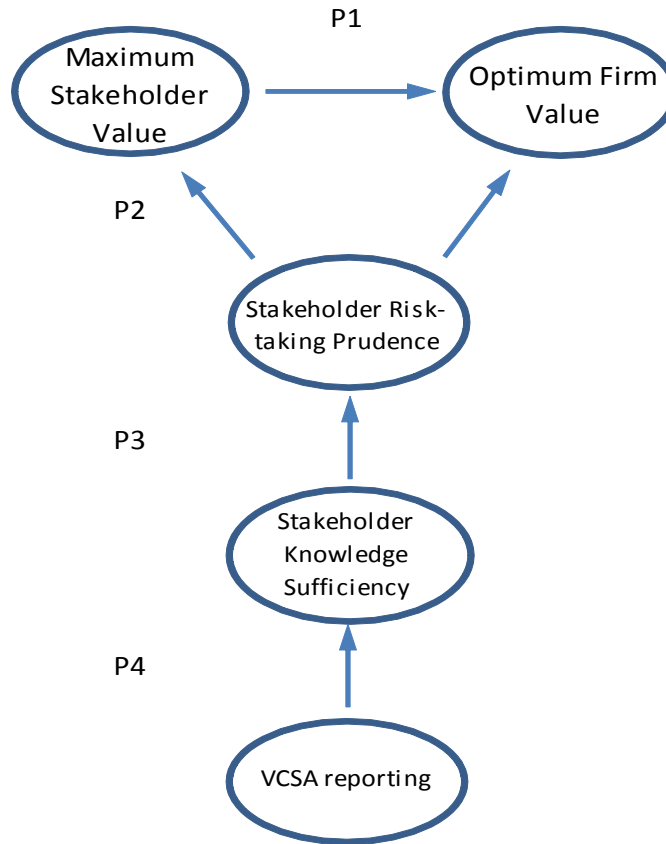 P1
Maximum
Stakeholder
Value
Optimum Firm
Value
P2
Stakeholder Risk-
taking Prudence
P3
Stakeholder
Knowledge
Sufficiency
P4
VCSA reporting